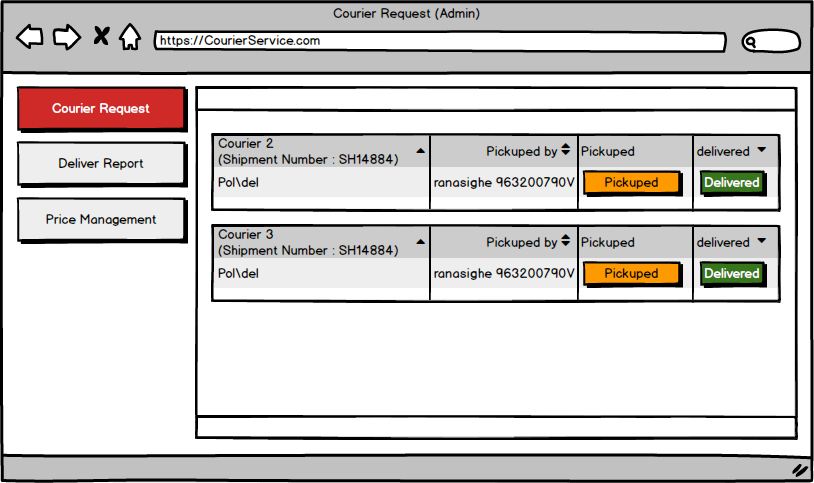 Courier Request (Admin)
https://CourierService.com
Courier Request
Deliver Report
Price Management
Courier 2
(Shipment Number : SH14884)
Pickuped by
Pickuped
delivered
Pol\del
ranasighe 963200790V
Pickuped
Delivered
Courier 3
(Shipment Number : SH14884)
Pickuped by
Pickuped
delivered
Pol\del
ranasighe 963200790V
Pickuped
Delivered